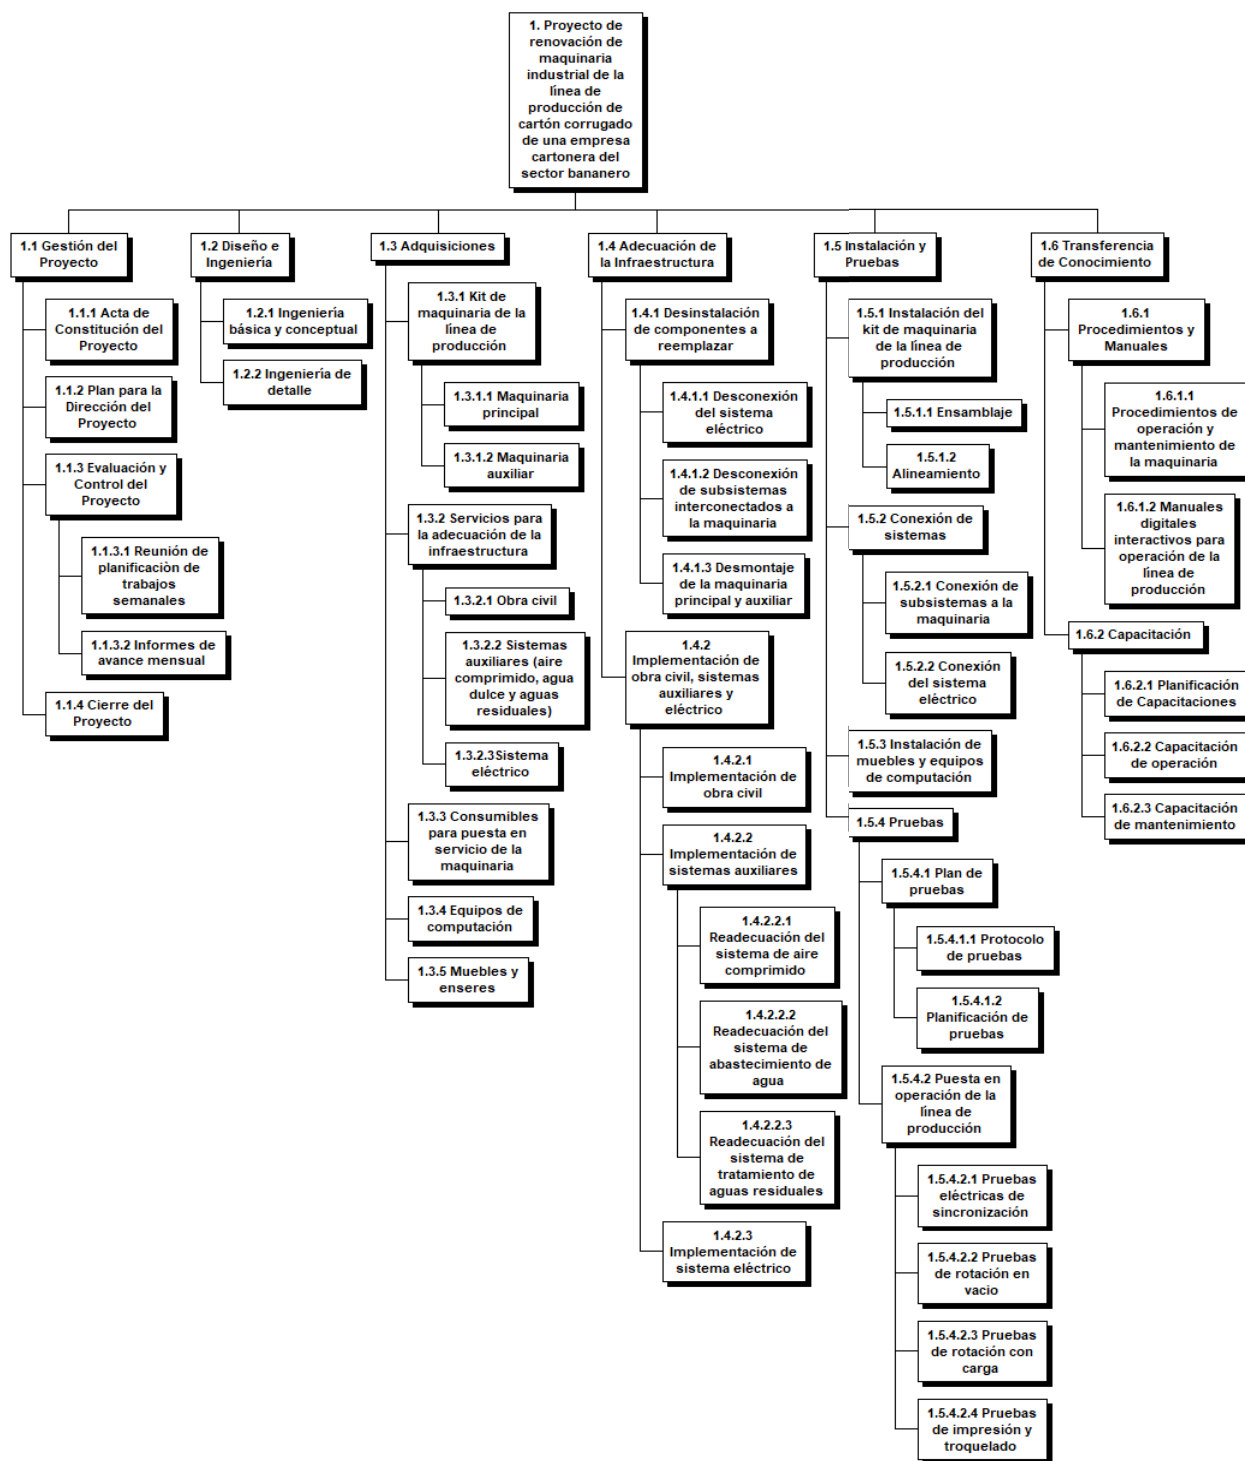 1. Proyecto de
renovación de
maquinaria
industrial de la
línea de
producción de
cartón corrugado
de una empresa
cartonera del
sector bananero
1.1 Gestión del
Proyecto
1.1.1 Acta de
Constitución del
Proyecto
1.1.2 Plan para la
Dirección del
Proyecto
1.1.3 Evaluación y
Control del
Proyecto
1.1.3.1 Reunión de
planificaciòn de
trabajos
semanales
1.1.3.2 Informes de
avance mensual
1.1.4 Cierre del
Proyecto
1.2 Diseño e
Ingeniería
1.2.1 Ingeniería
básica y conceptual
1.2.2 Ingeniería de
detalle
1.3 Adquisiciones
1.3.1 Kit de
maquinaria de la
línea de
producción
1.3.1.1 Maquinaria
principal
1.3.1.2 Maquinaria
auxiliar
1.3.2 Servicios para
la adecuación de la
infraestructura
1.3.2.1 Obra civil
1.3.2.2 Sistemas
auxiliares (aire
comprimido, agua
dulce y aguas
residuales)
1.3.2.3Sistema
eléctrico
1.3.3 Consumibles
para puesta en
servicio de la
maquinaria
1.3.4 Equipos de
computación
1.3.5 Muebles y
enseres
1.4 Adecuación de
la Infraestructura
1.4.1 Desinstalación
de componentes a
reemplazar
1.4.1.1 Desconexión
del sistema
eléctrico
1.4.1.2 Desconexión
de subsistemas
interconectados a
la maquinaria
1.4.1.3 Desmontaje
de la maquinaria
principal y auxiliar
1.4.2
Implementación de
obra civil, sistemas
auxiliares y
eléctrico
1.4.2.1
Implementación de
obra civil
1.4.2.2
Implementación de
sistemas auxiliares
1.4.2.2.1
Readecuación del
sistema de aire
comprimido
1.4.2.2.2
Readecuación del
sistema de
abastecimiento de
agua
1.4.2.2.3
Readecuación del
sistema de
tratamiento de
aguas residuales
1.4.2.3
Implementación de
sistema eléctrico
1.5 Instalación y
Pruebas
1.5.1 Instalación del
kit de maquinaria
de la línea de
producción
1.5.1.1 Ensamblaje
1.5.1.2
Alineamiento
1.5.2 Conexión de
sistemas
1.5.2.1 Conexión de
subsistemas a la
maquinaria
1.5.2.2 Conexión
del sistema
eléctrico
1.5.3 Instalación de
muebles y equipos
de computación
1.5.4 Pruebas
1.5.4.1 Plan de
pruebas
1.5.4.1.1 Protocolo
de pruebas
1.5.4.1.2
Planificación de
pruebas
1.5.4.2 Puesta en
operación de la
línea de
producción
1.5.4.2.1 Pruebas
eléctricas de
sincronización
1.5.4.2.2 Pruebas
de rotación en
vacio
1.5.4.2.3 Pruebas
de rotación con
carga
1.5.4.2.4 Pruebas
de impresión y
troquelado
1.6 Transferencia
de Conocimiento
1.6.1
Procedimientos y
Manuales
1.6.1.1
Procedimientos de
operación y
mantenimiento de
la maquinaria
1.6.1.2 Manuales
digitales
interactivos para
operación de la
línea de
producción
1.6.2 Capacitación
1.6.2.1 Planificación
de Capacitaciones
1.6.2.2 Capacitación
de operación
1.6.2.3 Capacitación
de mantenimiento